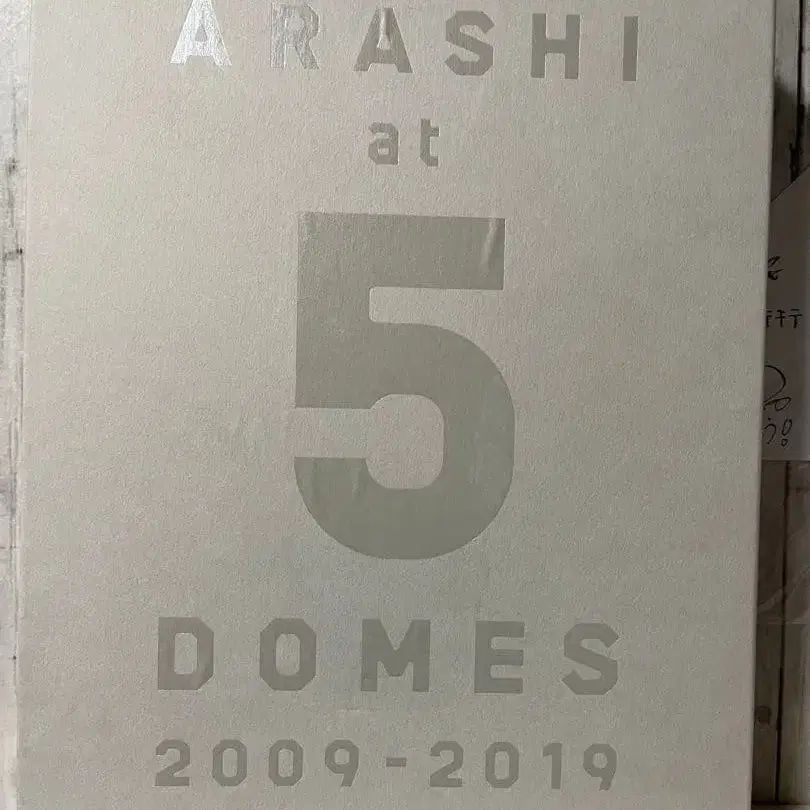 ARASHI
at
5
DOMES
2009-2019